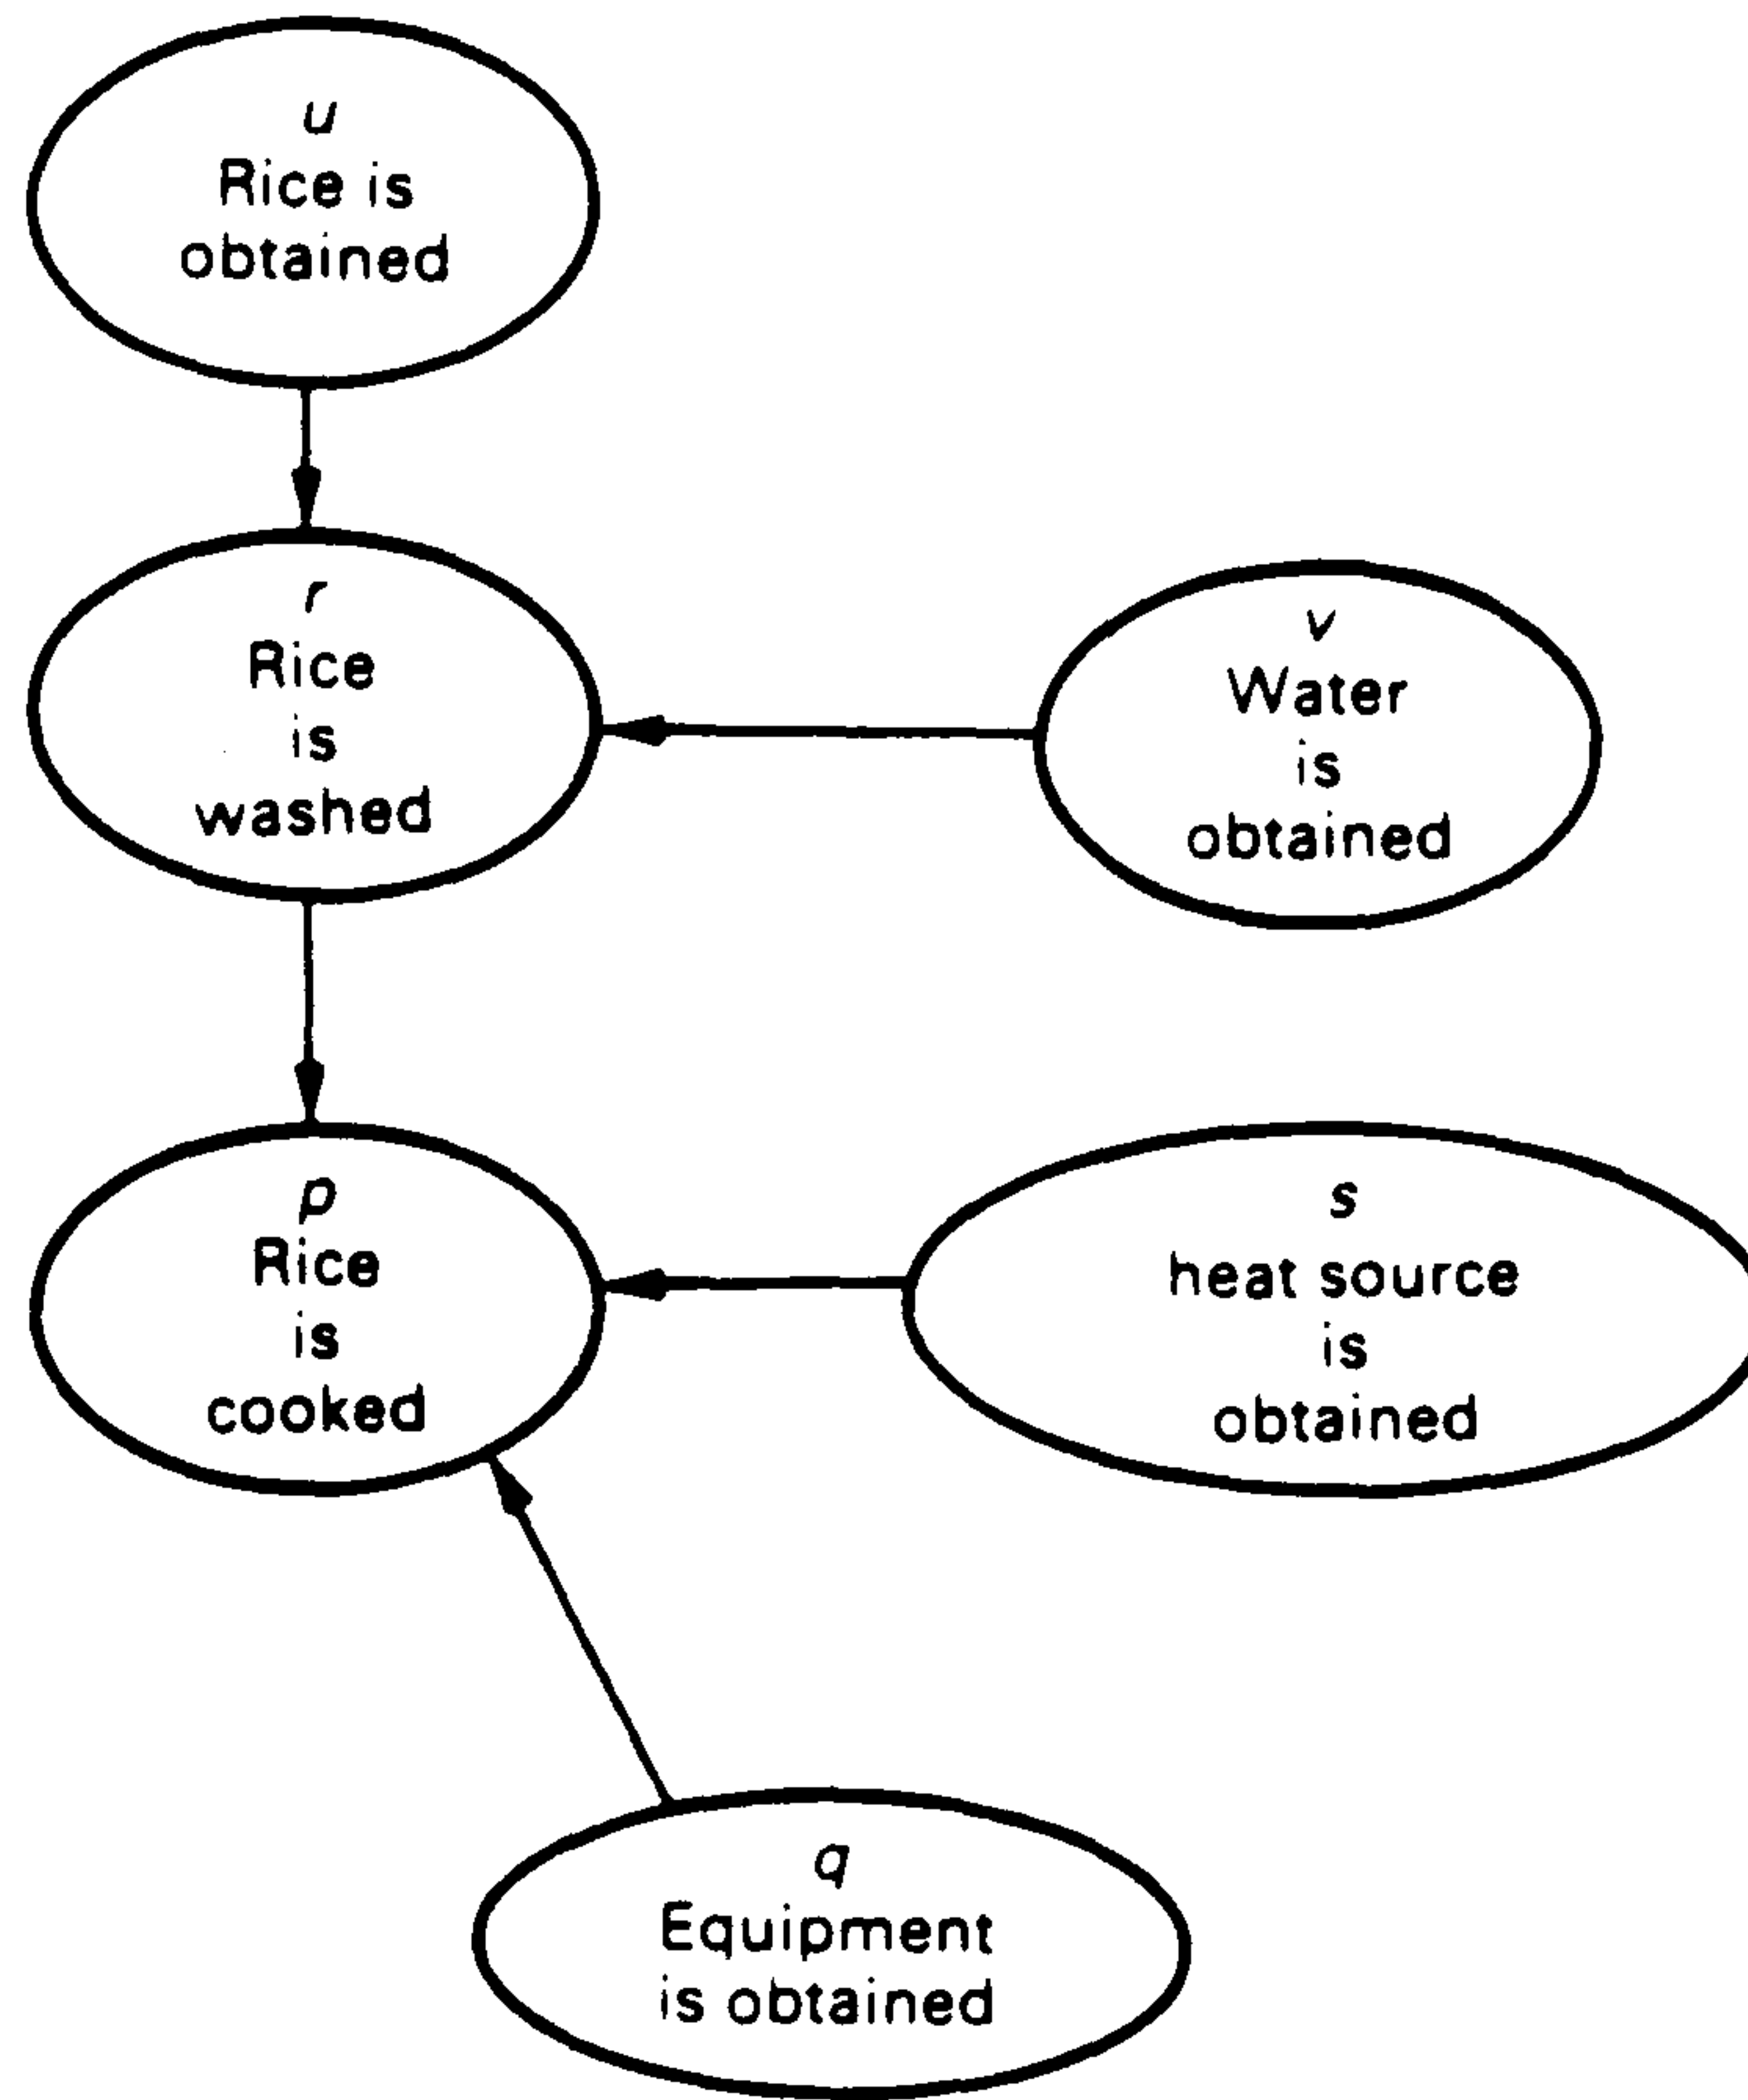 u
Rice is
obtained
r
Rice
is
washed
v
Water
is
obtained
p
Rice
is
cooked
s
heat source
is
obtained
q
Equipment
is obtained